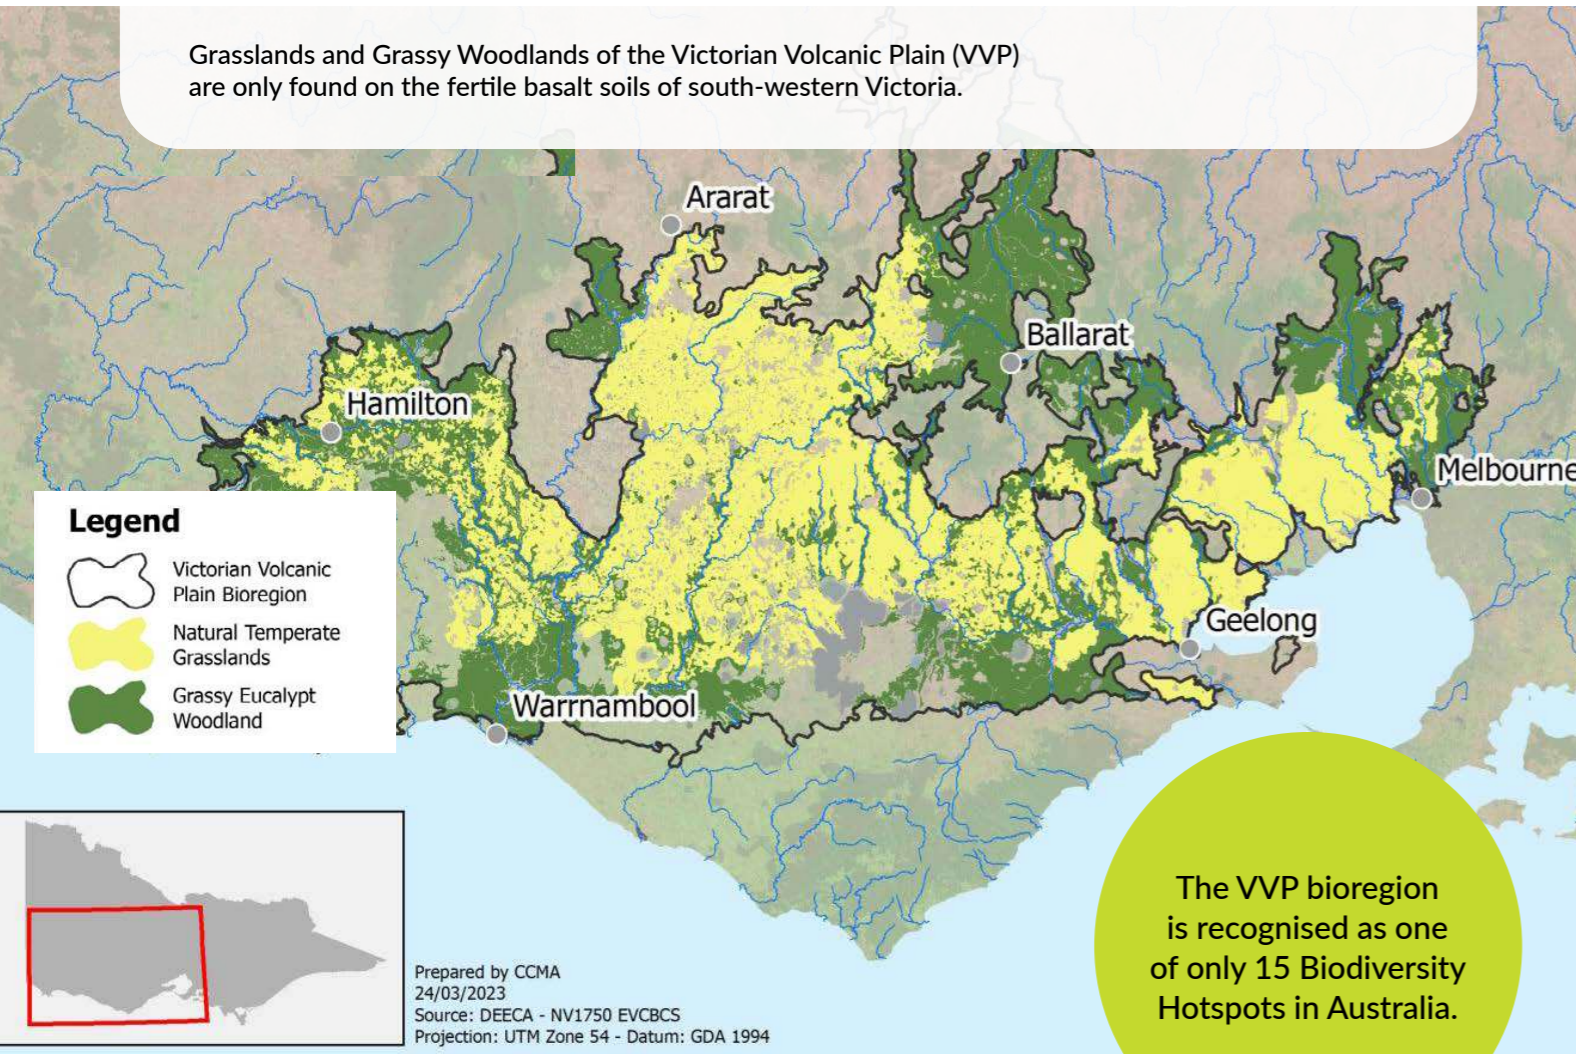 Grasslands and Grassy Woodlands of the Victorian Volcanic Plain (VVP)
are only found on the fertile basalt soils of south-western Victoria.
Ararat
Ballarat
Hamilton
Melbourne
Legend
Victorian Volcanic
Plain Bioregion
Natural Temperate
Grasslands
Grassy Eucalypt
Woodland
Geelong
Warrnambool
The VVP bioregion
is recognised as one
of only 15 Biodiversity
Hotspots in Australia.
Prepared by CCMA
24/03/2023
Source: DEECA - NV1750 EVCBCS
Projection: UTM Zone 54 - Datum: GDA 1994